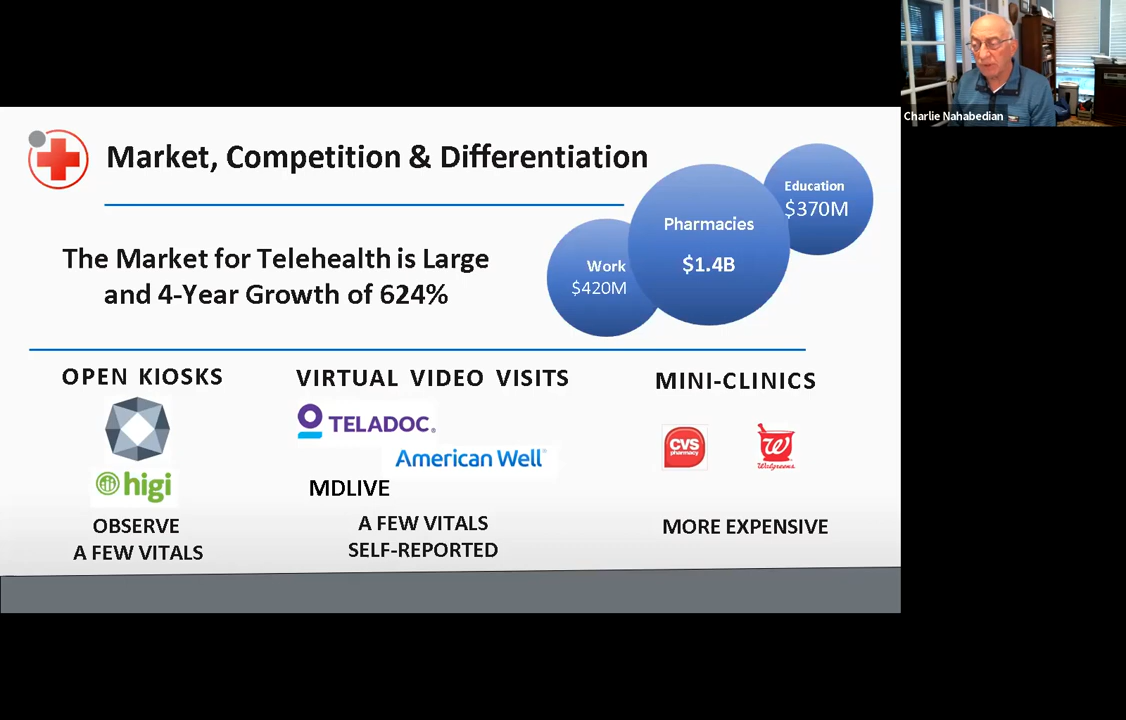 Charlie Nahabedian
Market, Competition & Differentiation
Education
$370M
Pharmacies
$1.4B
Work
$420M
The Market for Telehealth is Large
and 4-Year Growth of 624%
OPEN KIOSKS
higi
OBSERVE
A FEW VITALS
VIRTUAL VIDEO VISITS
TELADOC®
American Well®
MDLIVE
A FEW VITALS
SELF-REPORTED
MINI-CLINICS
CVS
pharmacy
W
Walgreens
MORE EXPENSIVE